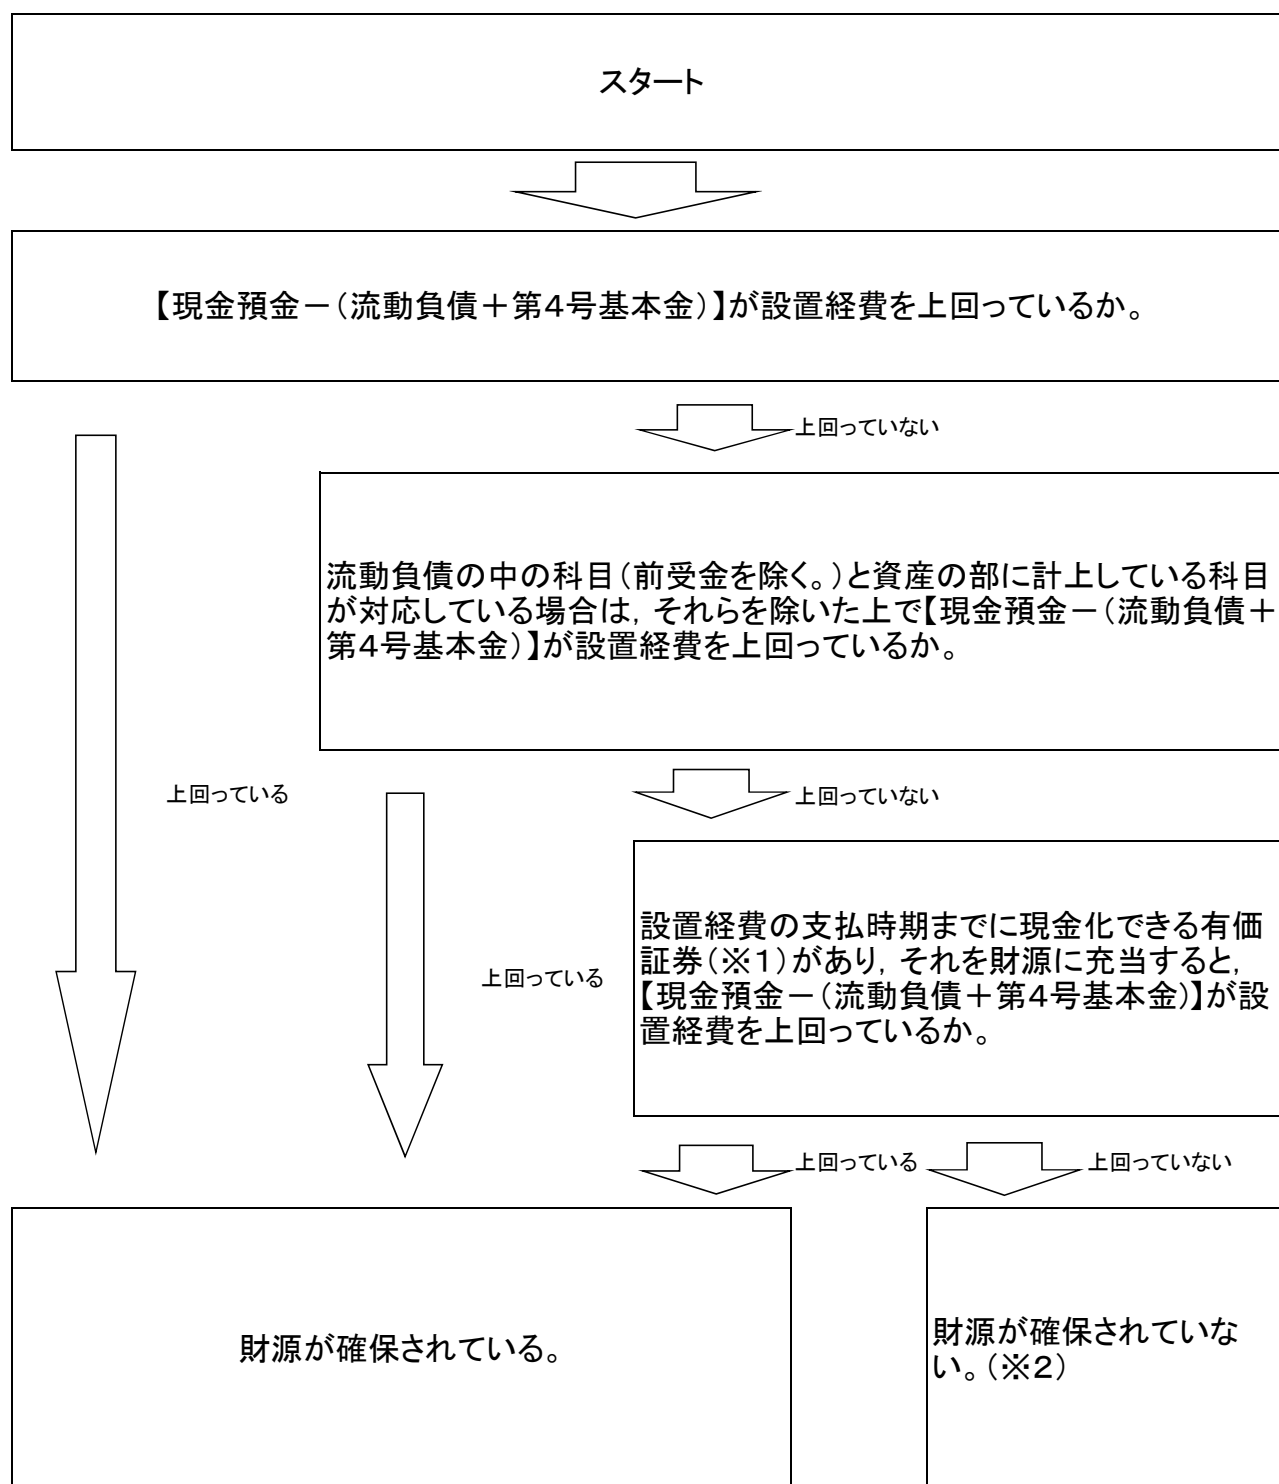 スタート
【現金預金－（流動負債＋第４号基本金）】が設置経費を上回っているか。
上回っていない
流動負債の中の科目（前受金を除く。）と資産の部に計上している科目
が対応している場合は，それらを除いた上で【現金預金－（流動負債＋
第４号基本金）】が設置経費を上回っているか。
上回っている
上回っていない
設置経費の支払時期までに現金化できる有価
証券（※１）があり，それを財源に充当すると，
【現金預金－（流動負債＋第４号基本金）】が設
置経費を上回っているか。
上回っている
上回っている
上回っていない
財源が確保されている。
財源が確保されていな
い。（※２）